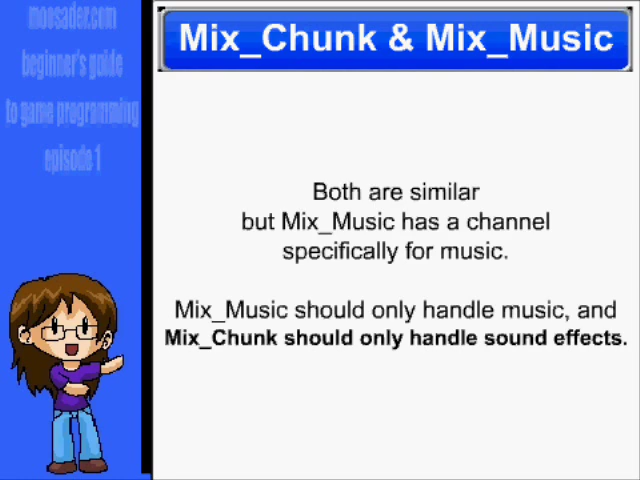 moosader.com
beginner's guide
to game programming
episode 1
Mix_Chunk & Mix_Music
Both are similar
but Mix_Music has a channel
specifically for music.
Mix_Music should only handle music, and
Mix_Chunk should only handle sound effects.